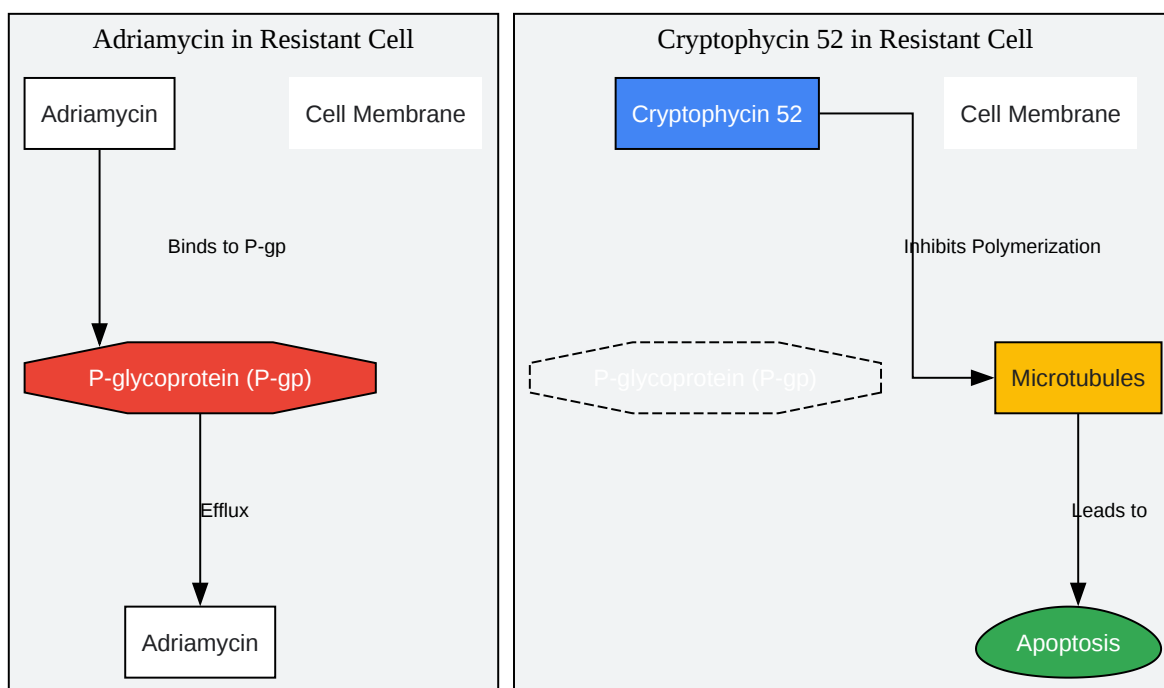 Adriamycin in Resistant Cell
Adriamycin
Cell Membrane
Binds to P-gp
P-glycoprotein (P-gp)
Efflux
Adriamycin
Cryptophycin 52 in Resistant Cell
Cryptophycin 52
Cell Membrane
Inhibits Polymerization
P-glycoprotein (P-gp)
Microtubules
Leads to
Apoptosis